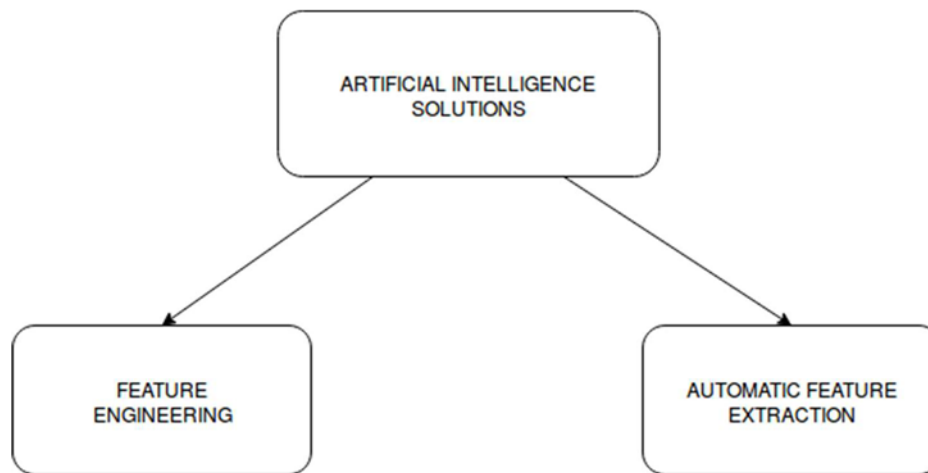 ARTIFICIAL INTELLIGENCE
SOLUTIONS
FEATURE
ENGINEERING
AUTOMATIC FEATURE
EXTRACTION